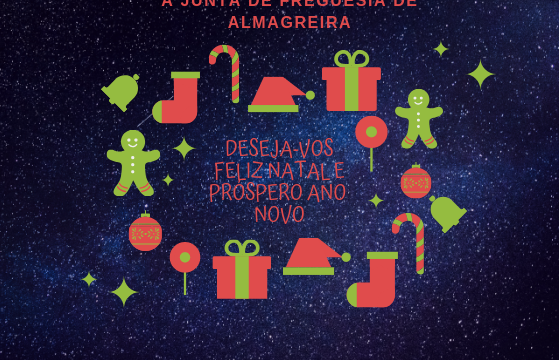 A JUNTA DE FREGUESIA DE
ALMAGREIRA
DESEJA-VOS
FELIZ NATAL E
PRÓSPERO ANO
NOVO